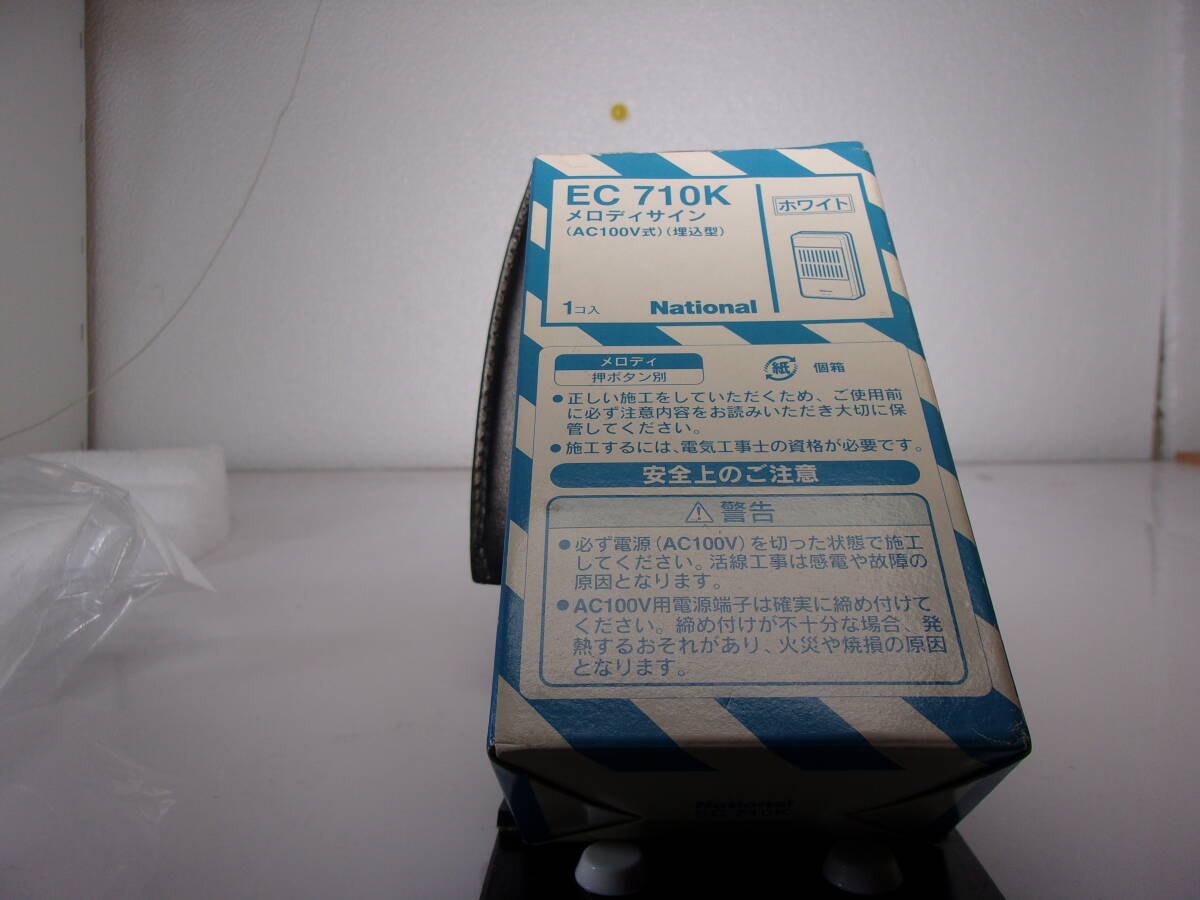 EC 710K
メロディサイン
(AC100V式)(埋込型)
ホワイト
1コ入 National
メロディ
押ボタン別
紙 個箱
●正しい施工をしていただくため、ご使用前
に必ず注意内容をお読みいただき大切に保
管してください。
●施工するには、電気工事士の資格が必要です。
安全上のご注意
⚠警告
●必ず電源(AC100V)を切った状態で施工
してください。活線工事は感電や故障の
原因となります。
●AC100V用電源端子は確実に締め付けて
ください。締め付けが不十分な場合、発
熱するおそれがあり、火災や焼損の原因
となります。
National
EC 710K